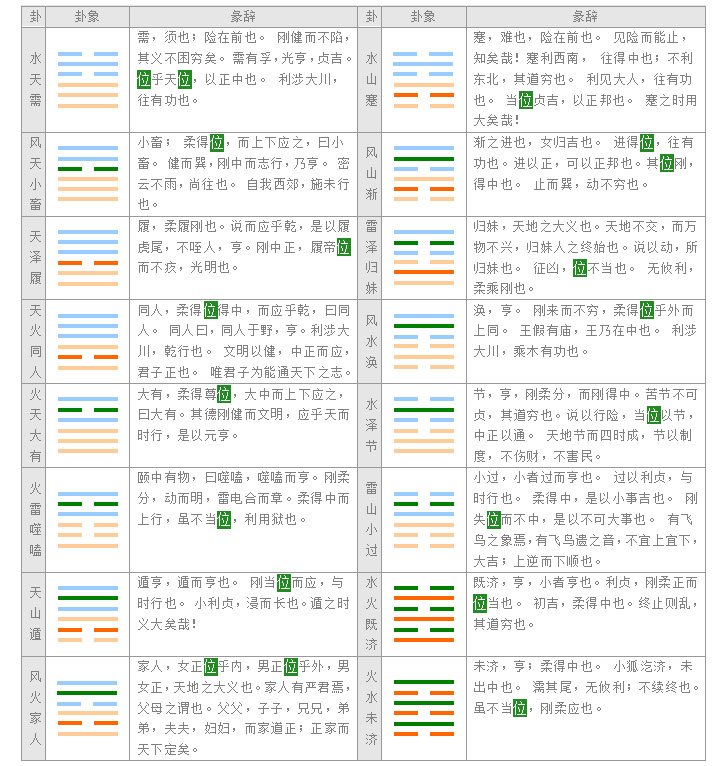 卦 卦象 彖辞 卦 卦象 彖辞
水天需
需，须也；险在前也。 刚健而不陷，
其义不困穷矣。需有孚，光亨，贞吉。
位乎天位，以正中也。 利涉大川，
往有功也。
水山蹇
蹇，难也，险在前也。 见险而能止，
知矣哉！蹇利西南， 往得中也；不利
东北，其道穷也。 利见大人，往有功
也。 当位贞吉，以正邦也。 蹇之时用
大矣哉！
风天小畜
小畜； 柔得位，而上下应之，曰小
畜。 健而巽，刚中而志行，乃亨。 密
云不雨，尚往也。 自我西郊，施未行
也。
风山渐
渐之进也，女归吉也。 进得位，往有
功也。进以正，可以正邦也。其位刚，
得中也。 止而巽，动不穷也。
天泽履
履，柔履刚也。说而应乎乾，是以履
虎尾，不咥人，亨。刚中正，履帝位
而不疚，光明也。
雷泽归妹
归妹，天地之大义也。天地不交，而万
物不兴，归妹人之终始也。说以动，所
归妹也。 征凶，位不当也。 无攸利，
柔乘刚也。
天火同人
同人，柔得位得中，而应乎乾，曰同
人。 同人曰，同人于野，亨。利涉大
川，乾行也。 文明以健，中正而应，
君子正也。 唯君子为能通天下之志。
风水涣
涣，亨。 刚来而不穷，柔得位乎外而
上同。 王假有庙，王乃在中也。 利涉
大川，乘木有功也。
火天大有
大有，柔得尊位，大中而上下应之，
曰大有。其德刚健而文明，应乎天而
时行，是以元亨。
水泽节
节，亨，刚柔分，而刚得中。苦节不可
贞，其道穷也。说以行险，当位以节，
中正以通。 天地节而四时成，节以制
度，不伤财，不害民。
火雷噬嗑
颐中有物，曰噬嗑，噬嗑而亨。刚柔
分，动而明，雷电合而章。柔得中而
上行，虽不当位，利用狱也。
雷山小过
小过，小者过而亨也。 过以利贞，与
时行也。 柔得中，是以小事吉也。 刚
失位而不中，是以不可大事也。 有飞
鸟之象焉，有飞鸟遗之音，不宜上宜下，
大吉；上逆而下顺也。
天山遁
遁亨，遁而亨也。 刚当位而应，与
时行也。 小利贞，浸而长也。遁之时
义大矣哉！
水火既济
既济，亨，小者亨也。利贞，刚柔正而
位当也。 初吉，柔得中也。终止则乱，
其道穷也。
风火家人
家人，女正位乎内，男正位乎外，男
女正，天地之大义也。家人有严君焉，
父母之谓也。父父，子子，兄兄，弟
弟，夫夫，妇妇，而家道正；正家而
天下定矣。
火水未济
未济，亨；柔得中也。 小狐汔济，未
出中也。 濡其尾，无攸利；不续终也。
虽不当位，刚柔应也。